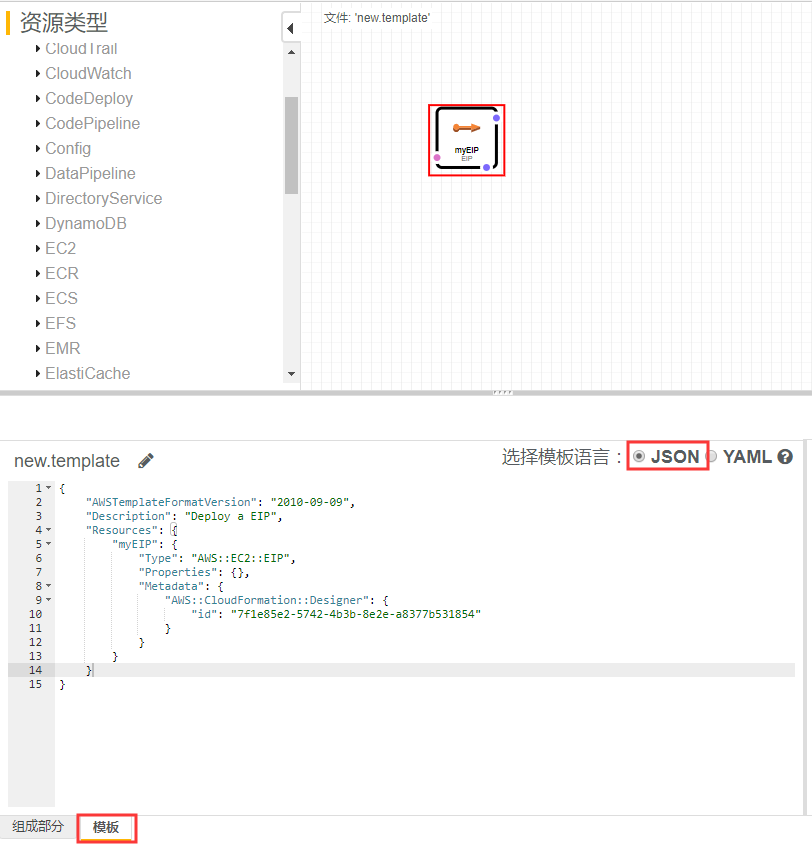 资源类型
文件: 'new.template'
CloudTrail
CloudWatch
CodeDeploy
CodePipeline
Config
DataPipeline
DirectoryService
DynamoDB
EC2
ECR
ECS
EFS
EMR
ElastiCache
myEIP
EIP
new.template
选择模板语言： JSON YAML ?
1 {
2 "AWSTemplateFormatVersion": "2010-09-09",
3 "Description": "Deploy a EIP",
4 "Resources": {
5 "myEIP": {
6 "Type": "AWS::EC2::EIP",
7 "Properties": {},
8 "Metadata": {
9 "AWS::CloudFormation::Designer": {
10 "id": "7f1e85e2-5742-4b3b-8e2e-a8377b531854"
11 }
12 }
13 }
14 }
15 }
组成部分 模板